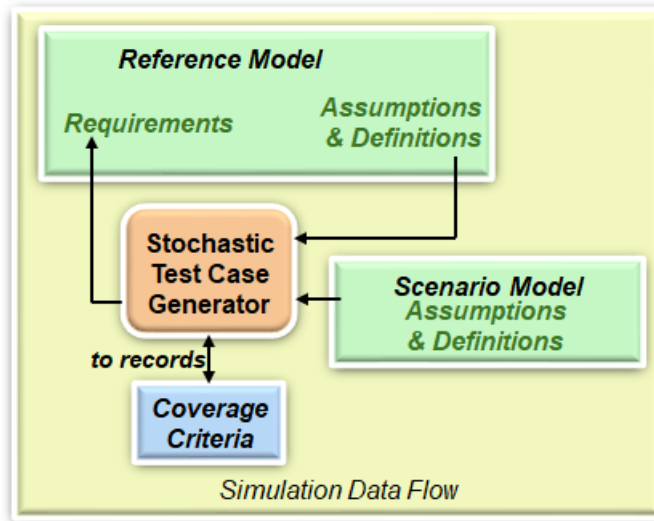 Reference Model
Requirements
Assumptions
& Definitions
Stochastic
Test Case
Generator
Scenario Model
Assumptions
& Definitions
to records
Coverage
Criteria
Simulation Data Flow